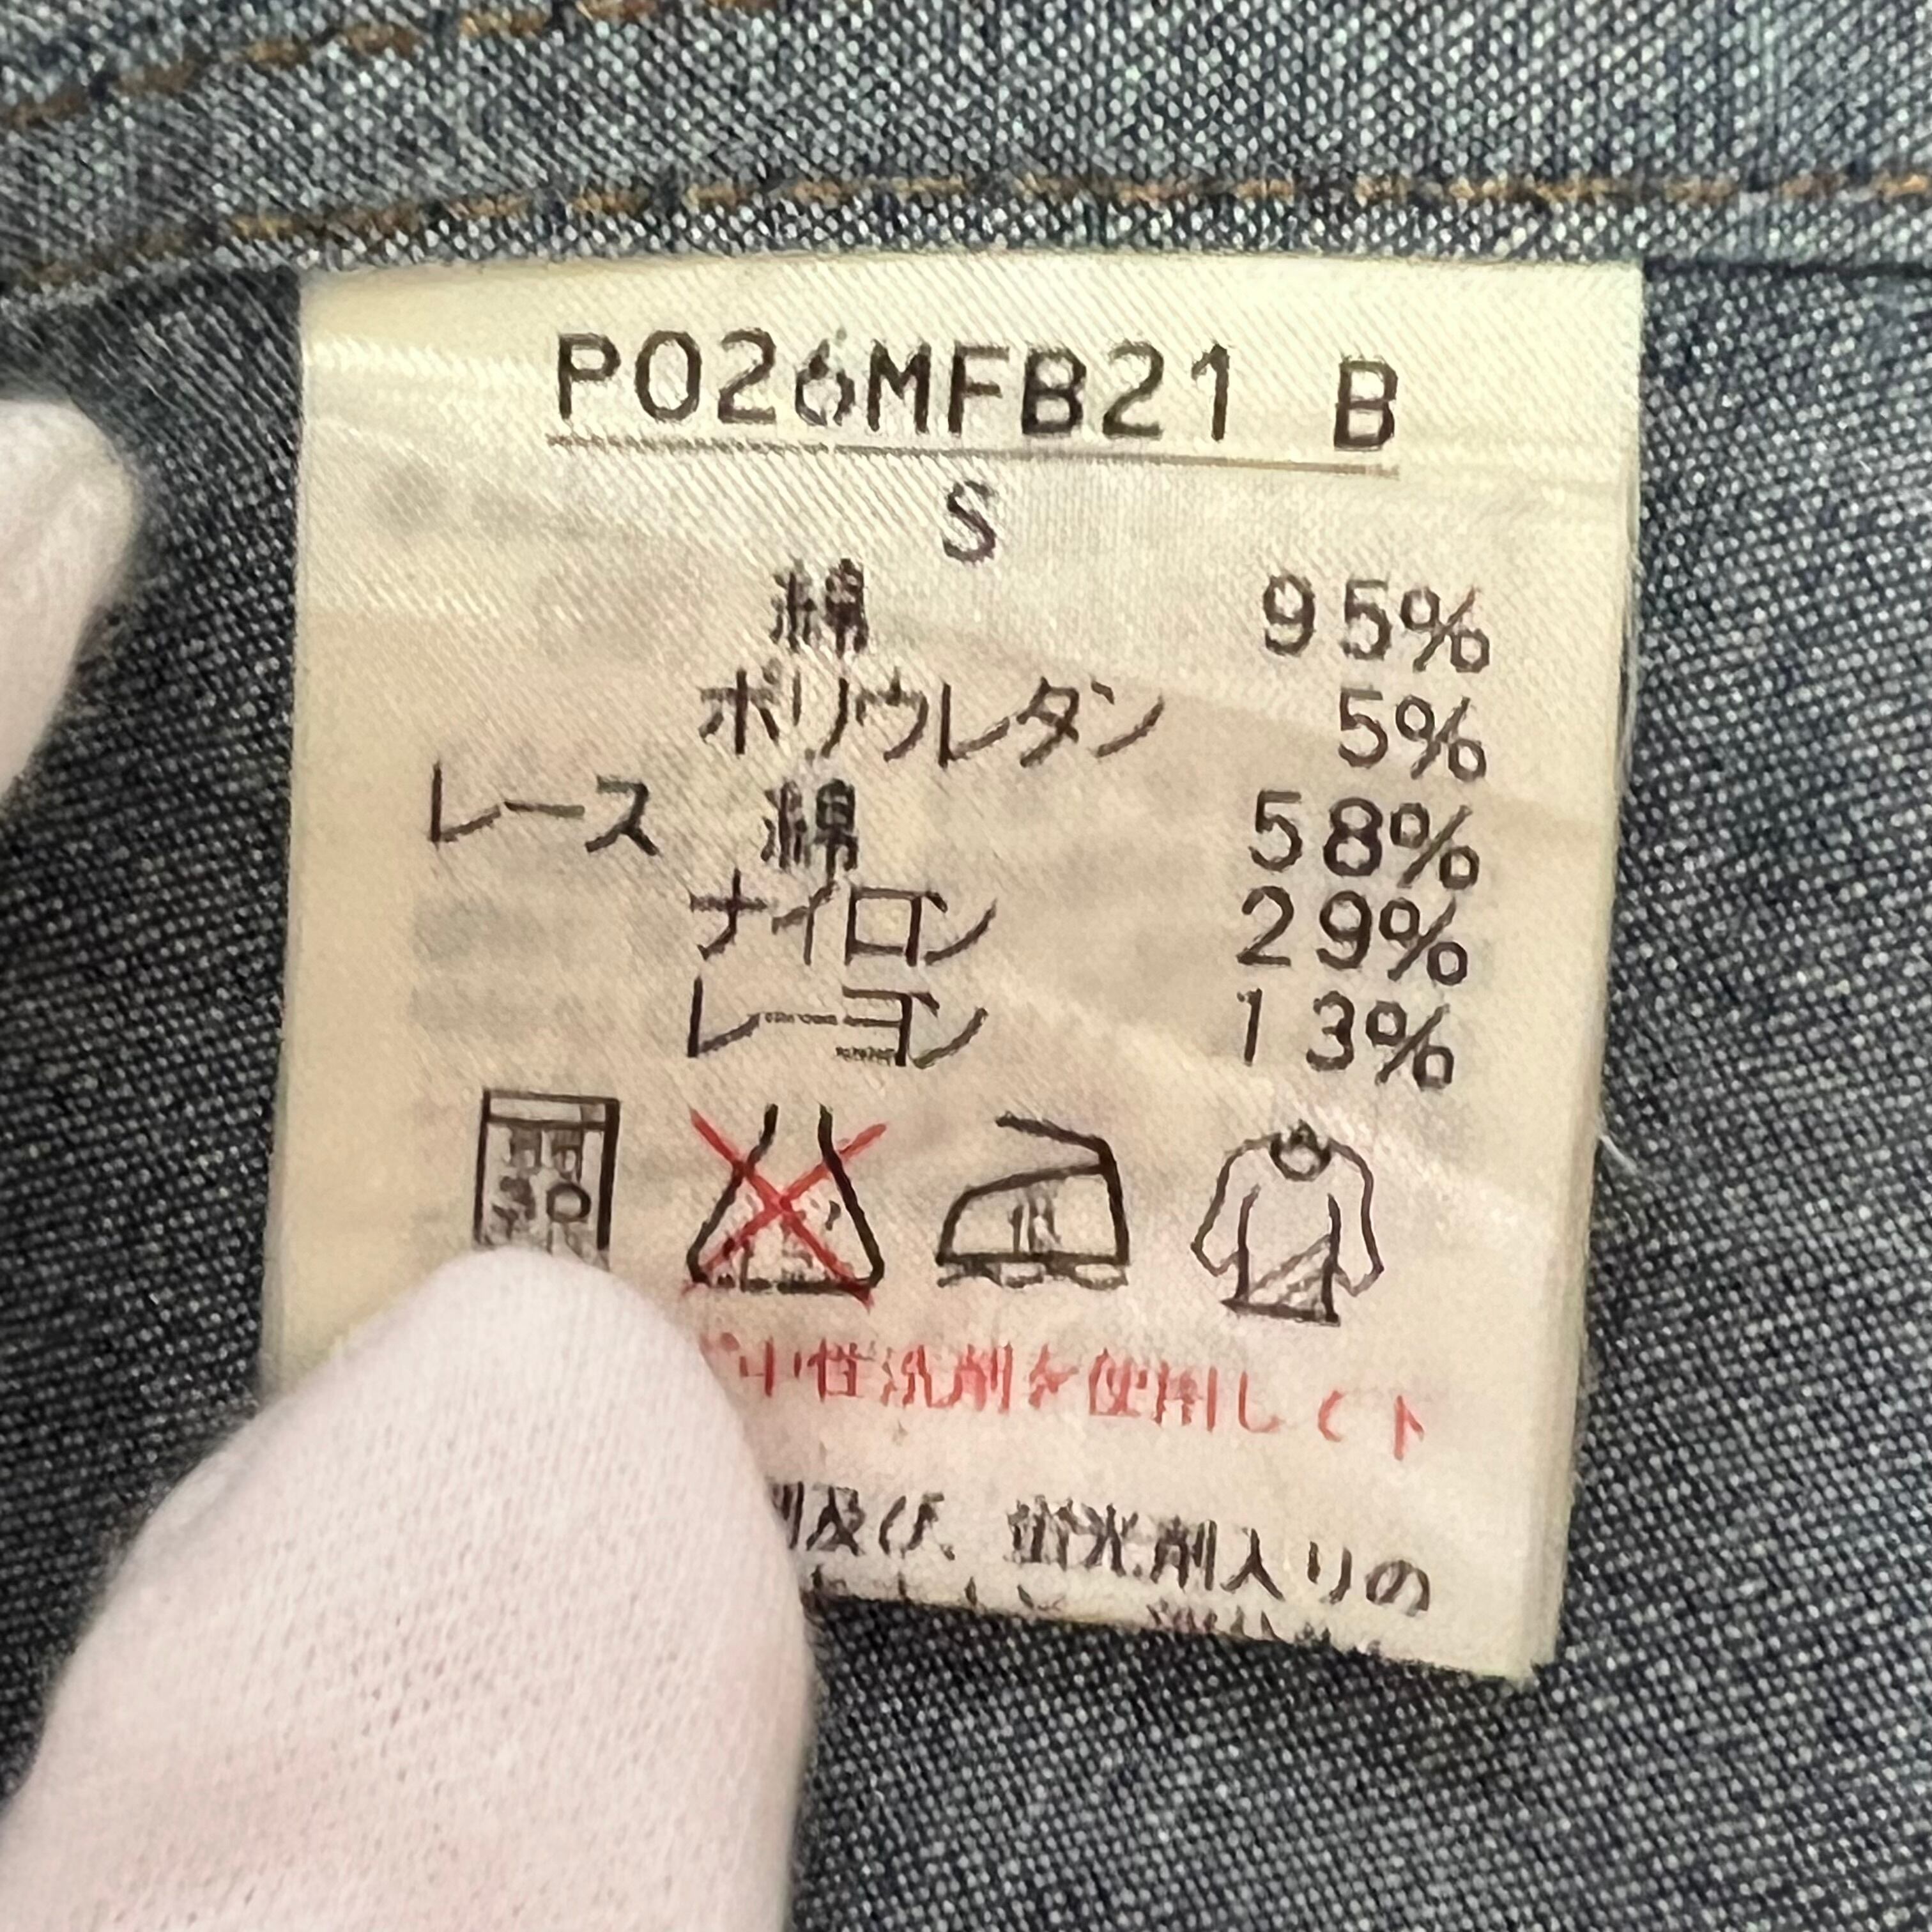 P026MFB21 B
S
綿 95%
ポリウレタン 5%
レース 綿 58%
ナイロン 29%
レーヨン 13%
中性洗剤を使用して下
剤及び、蛍光剤入りの